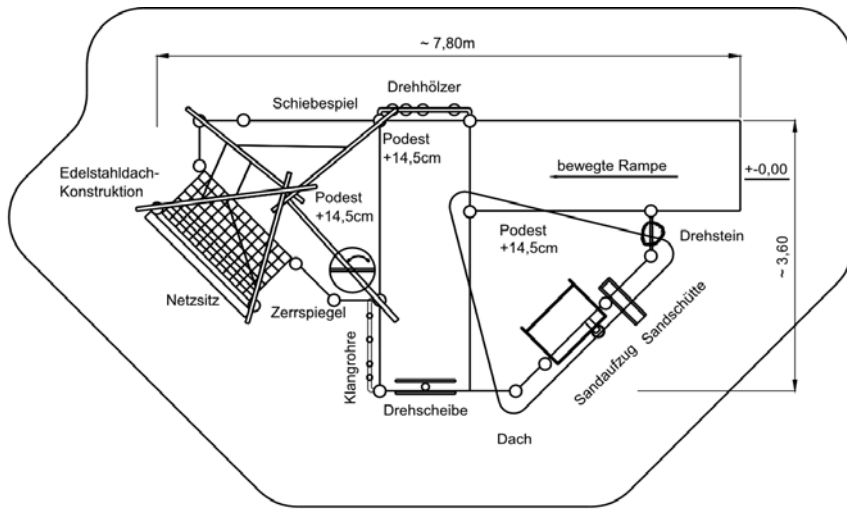 ~ 7,80m
Drehhölzer
Schiebespiel
Podest
+14,5cm
bewegte Rampe
+-0,00
Edelstahldach-
Konstruktion
Podest
+14,5cm
Podest
+14,5cm
Drehstein
~ 3,60
Netzsitz
Zerrspiegel
Klangrohre
Sandaufzug
Sandschütte
Drehscheibe
Dach